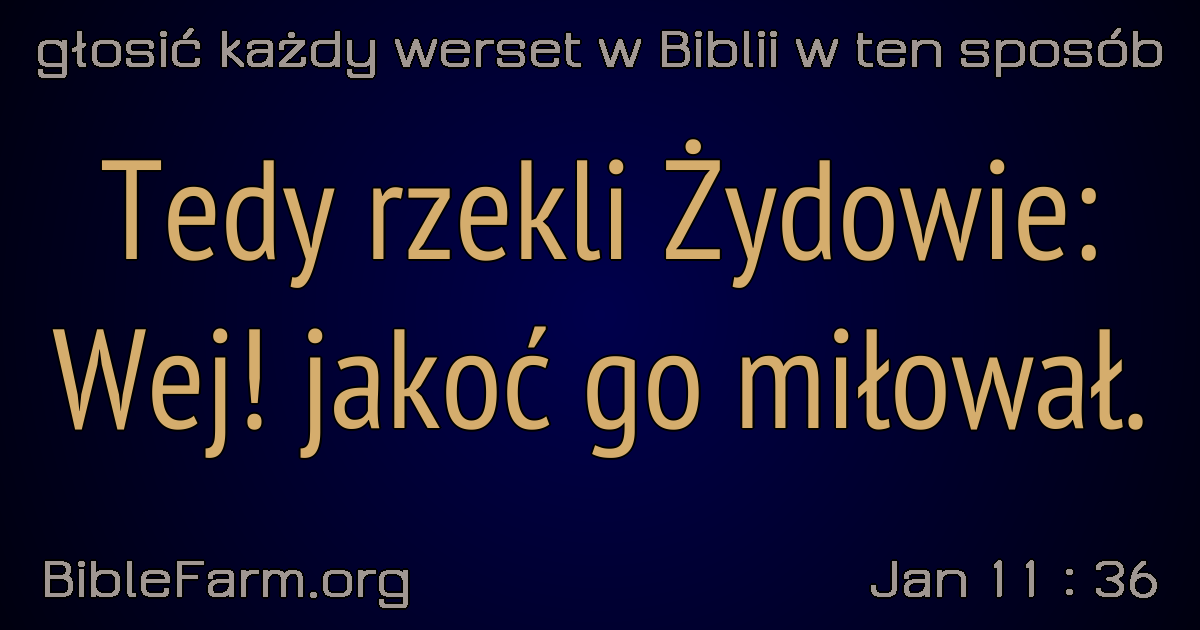 głosić każdy werset w Biblii w ten sposób
Tedy rzekli Żydowie:
Wej! jakoć go miłował.
BibleFarm.org
Jan 11 : 36